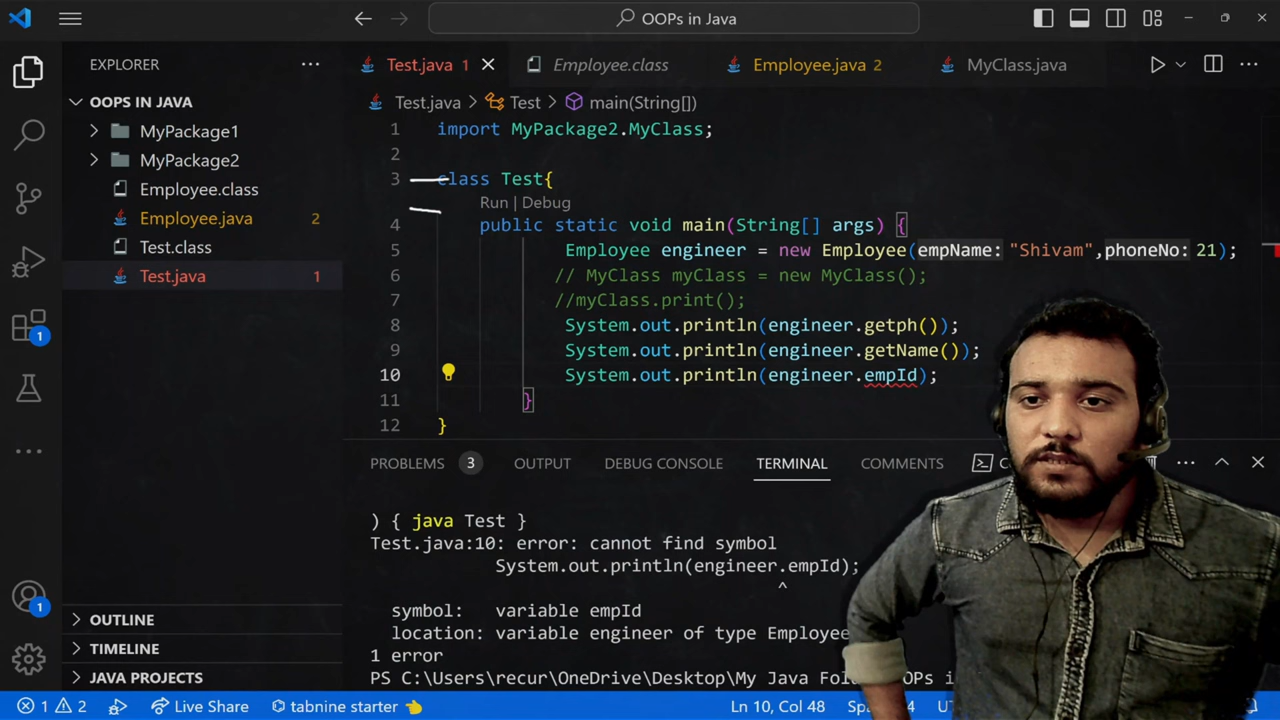 OOPs in Java
EXPLORER
Test.java 1
Employee.class
Employee.java 2
MyClass.java
OOPS IN JAVA
MyPackage1
MyPackage2
Employee.class
Employee.java 2
Test.class
Test.java 1
Test.java > Test > main(String[])
1 import MyPackage2.MyClass;
2
3 class Test{
Run | Debug
4 public static void main(String[] args) {
5 Employee engineer = new Employee(empName: "Shivam",phoneNo: 21);
6 // MyClass myClass = new MyClass();
7 //myClass.print();
8 System.out.println(engineer.getph());
9 System.out.println(engineer.getName());
10 System.out.println(engineer.empId);
11 }
12 }
1
1
OUTLINE
TIMELINE
JAVA PROJECTS
PROBLEMS 3 OUTPUT DEBUG CONSOLE TERMINAL COMMENTS
) { java Test }
Test.java:10: error: cannot find symbol
System.out.println(engineer.empId);
^
symbol: variable empId
location: variable engineer of type Employee
1 error
PS C:\Users\recur\OneDrive\Desktop\My Java
1 2 Live Share tabnine starter Ln 10, Col 48